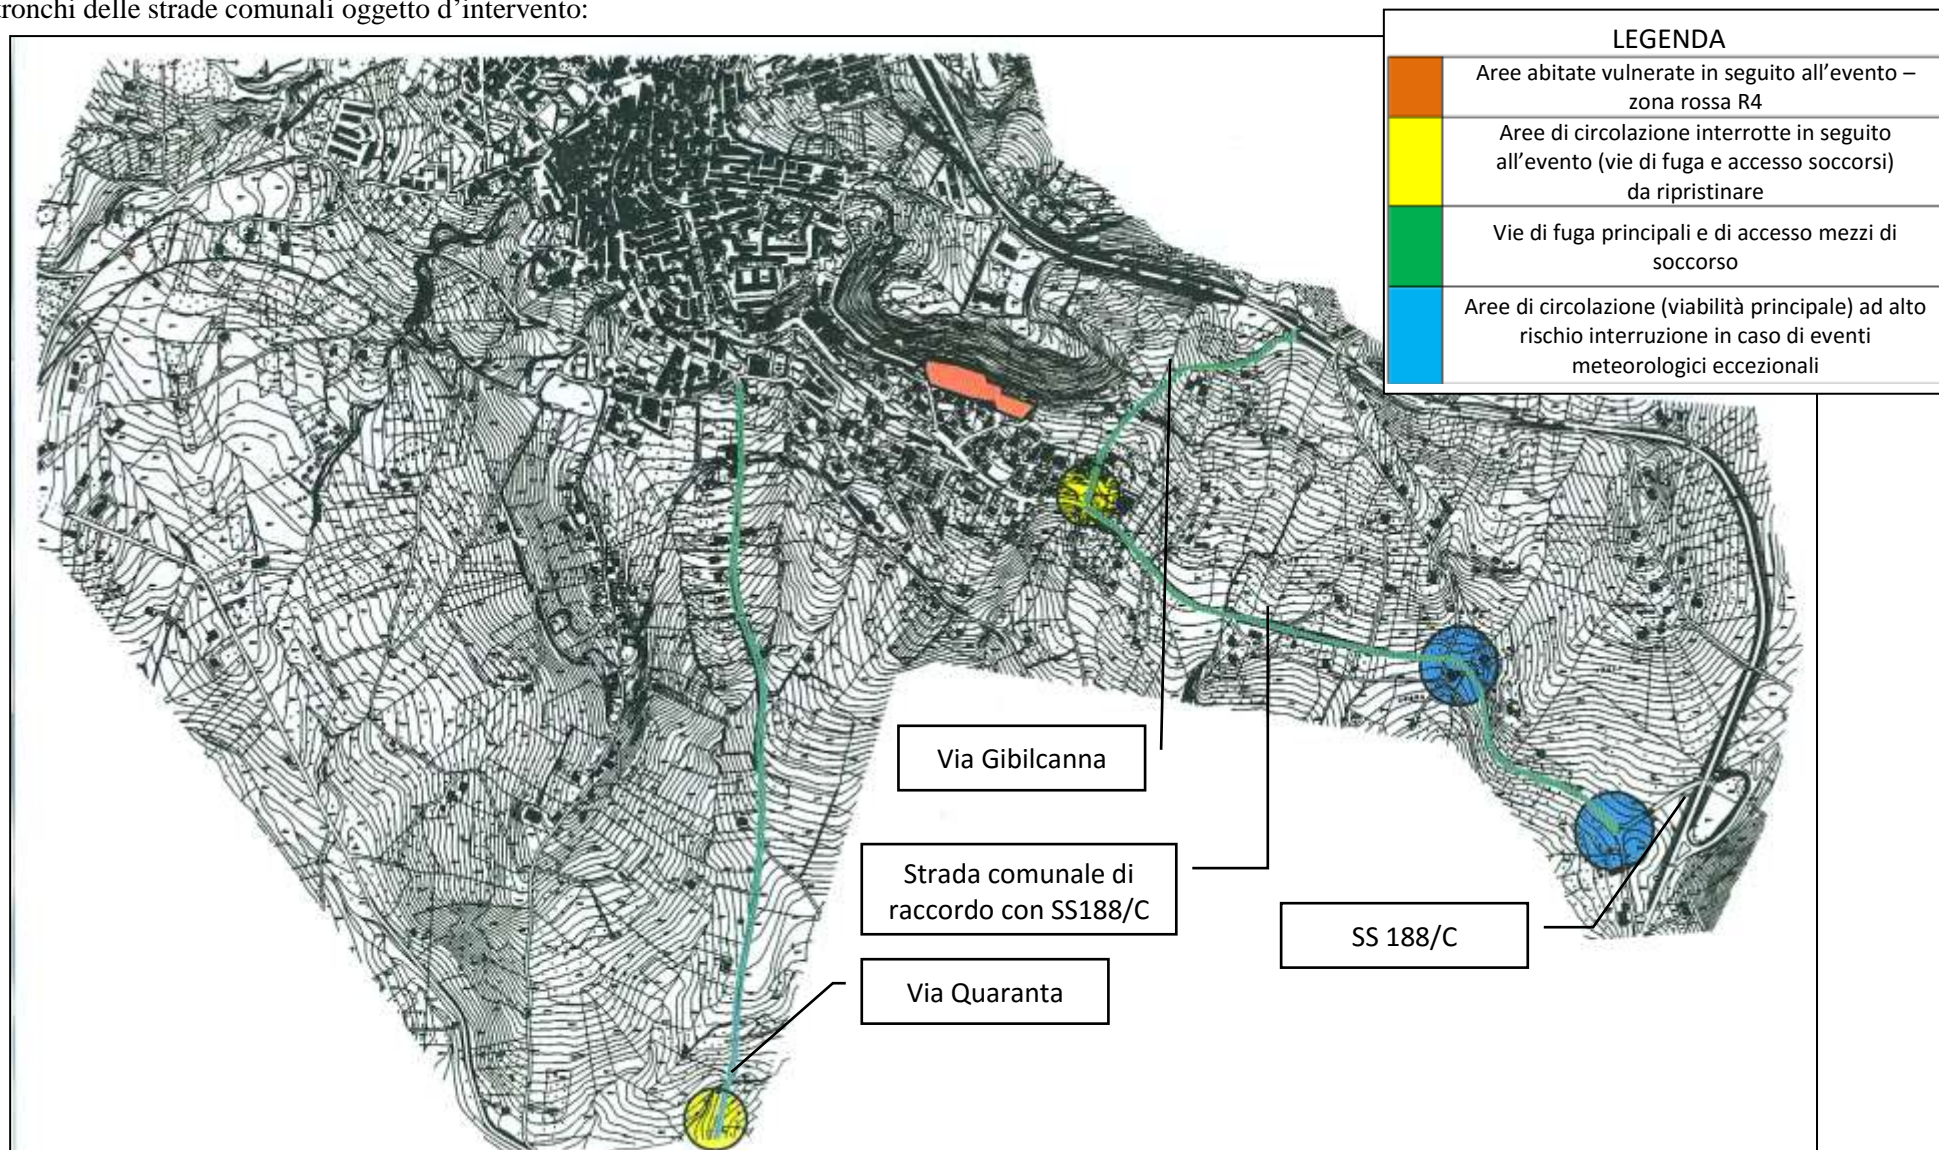 tronchi delle strade comunali oggetto d’intervento:
LEGENDA
Aree abitate vulnerate in seguito all’evento –
zona rossa R4
Aree di circolazione interrotte in seguito
all’evento (vie di fuga e accesso soccorsi)
da ripristinare
Vie di fuga principali e di accesso mezzi di
soccorso
Aree di circolazione (viabilità principale) ad alto
rischio interruzione in caso di eventi
meteorologici eccezionali
Via Gibilcanna
Strada comunale di
raccordo con SS188/C
SS 188/C
Via Quaranta